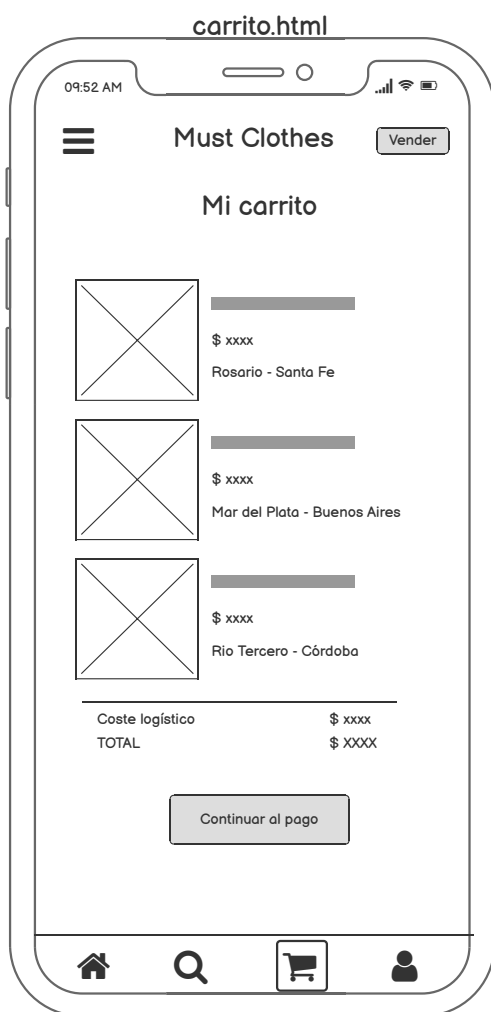 carrito.html
09:52 AM
Must Clothes
Vender
Mi carrito
$ xxxx
Rosario - Santa Fe
$ xxxx
Mar del Plata - Buenos Aires
$ xxxx
Rio Tercero - Córdoba
Coste logístico $ xxxx
TOTAL $ XXXX
Continuar al pago